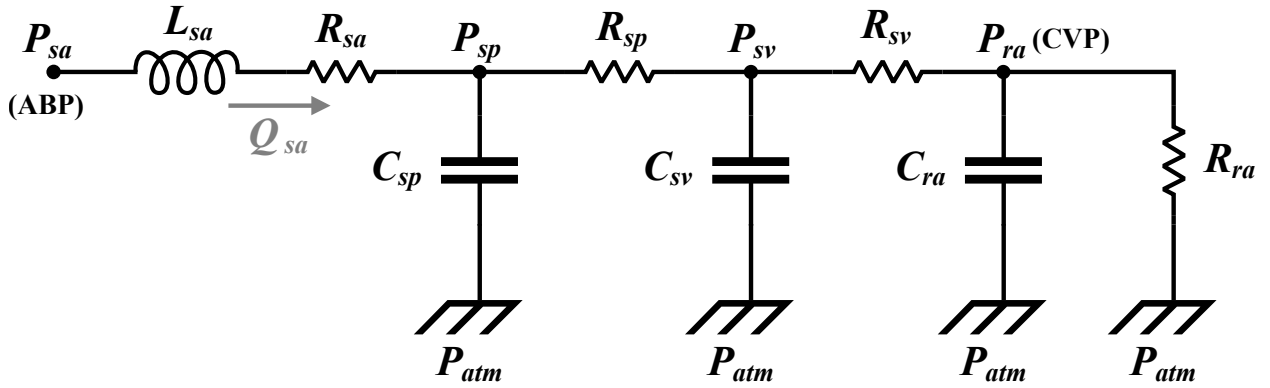 P_sa L_sa R_sa P_sp R_sp P_sv R_sv P_ra (CVP)
(ABP)
Q_sa
C_sp C_sv C_ra R_ra
P_atm P_atm P_atm P_atm